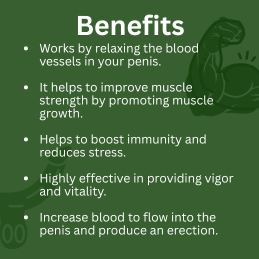 Benefits
• Works by relaxing the blood
vessels in your penis.
• It helps to improve muscle
strength by promoting muscle
growth.
• Helps to boost immunity and
reduces stress.
• Highly effective in providing vigor
and vitality.
• Increase blood to flow into the
penis and produce an erection.